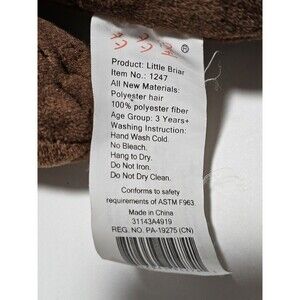 ®
Product: Little Briar
Item No.: 1247
All New Materials:
Polyester hair
100% polyester fiber
Age Group: 3 Years+
Washing Instruction:
Hand Wash Cold.
No Bleach.
Hang to Dry.
Do Not Iron.
Do Not Dry Clean.
Conforms to safety
requirements of ASTM F963.
Made in China
31143A4919
REG. NO. PA-19275 (CN)